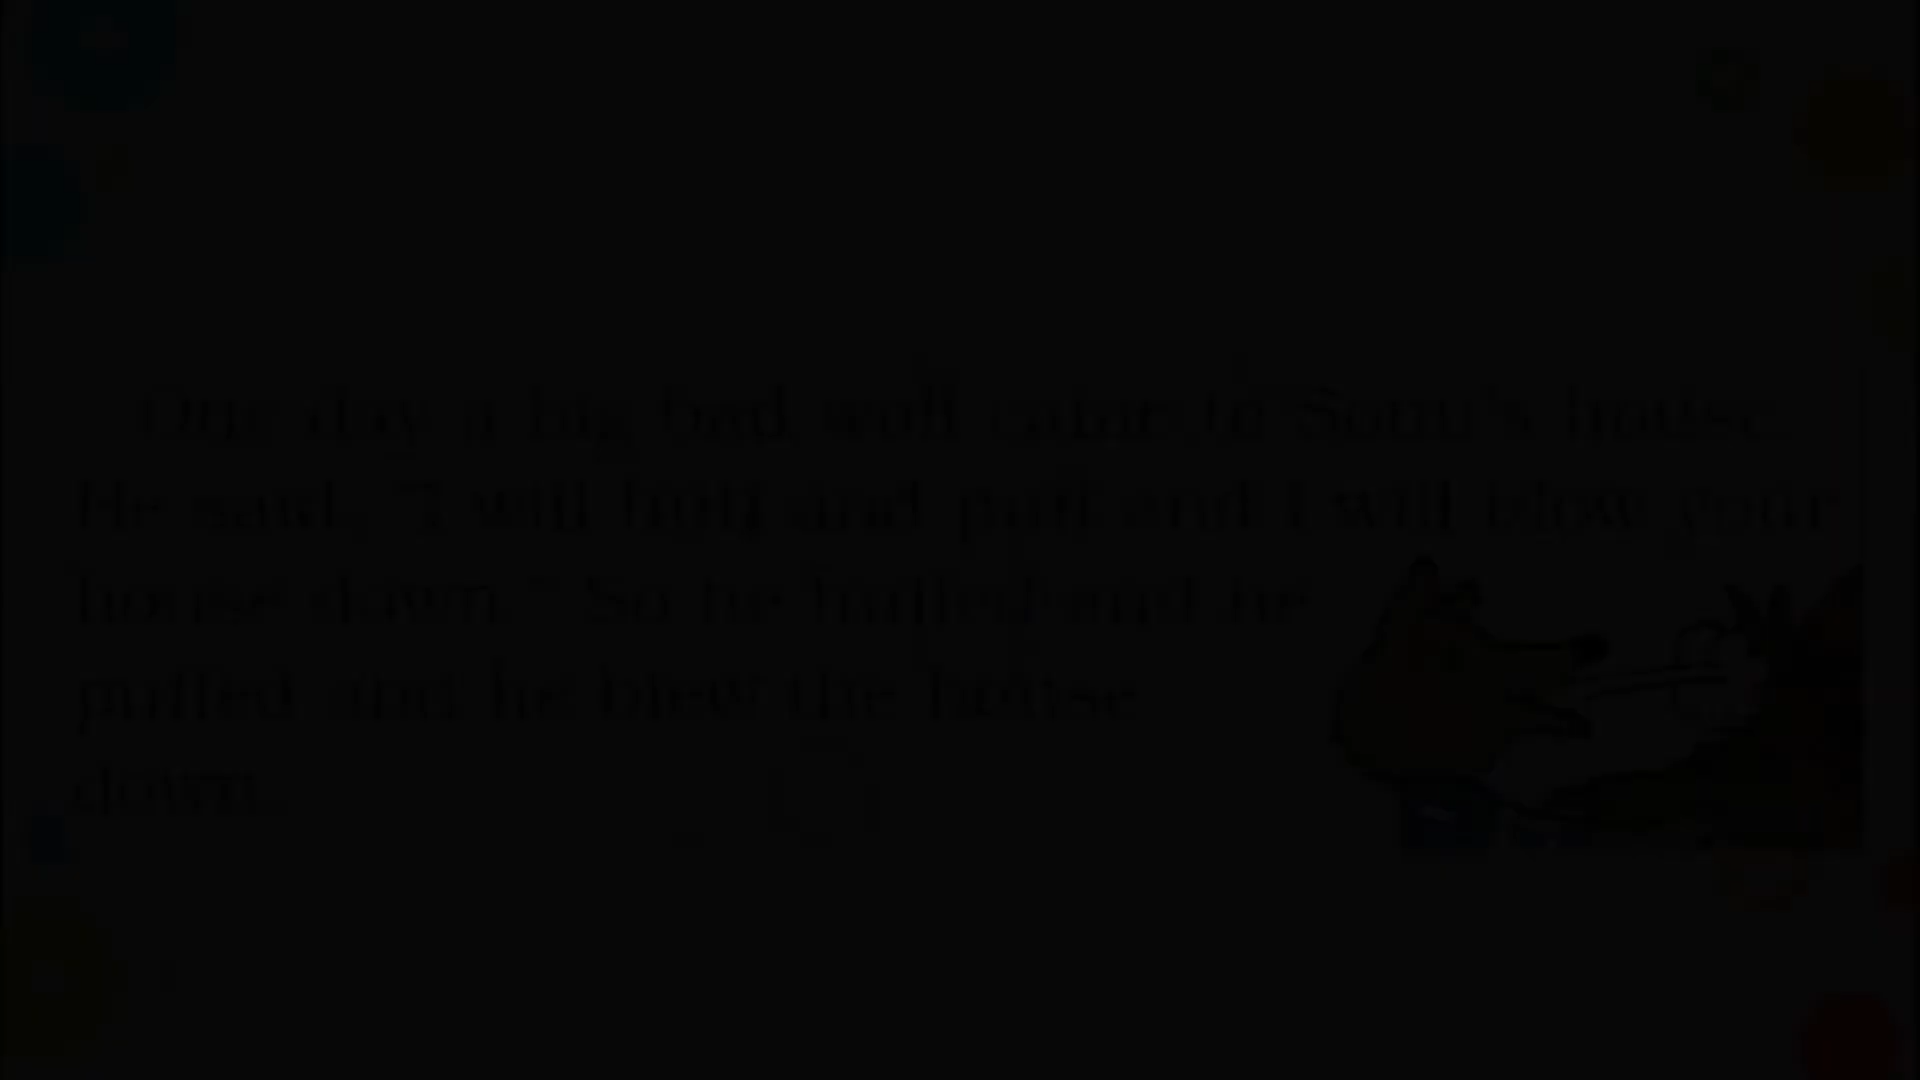 One day a big bad wolf came to Somu's house.
He said, "I will huff and puff and I will blow your
house down." So he huffed and he
puffed and he blew the house
down.